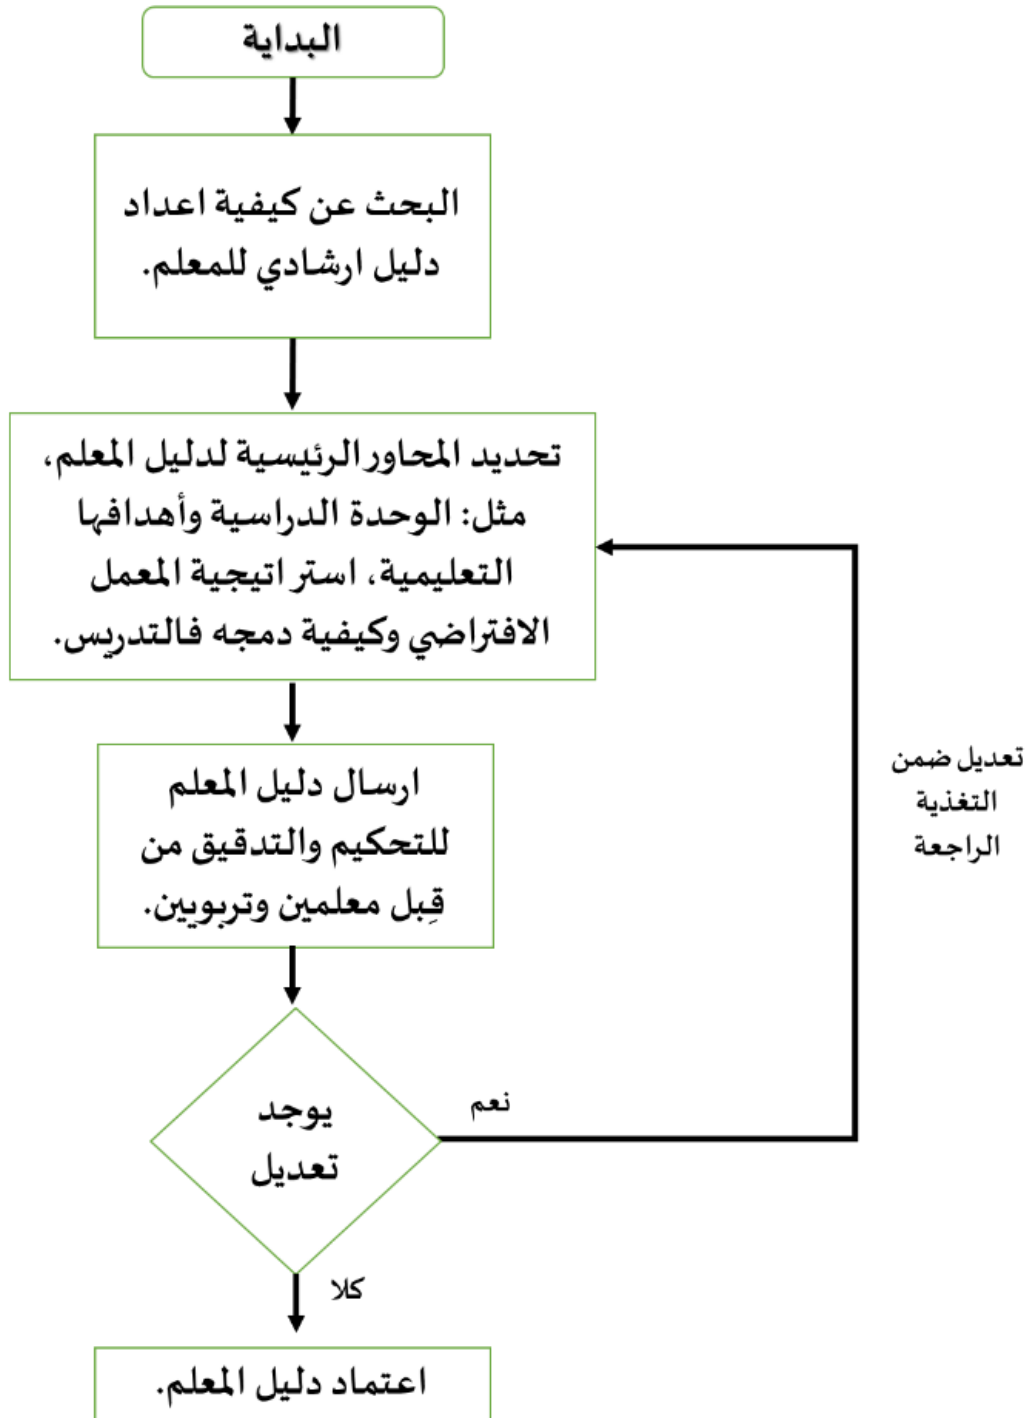 البداية
البحث عن كيفية اعداد
دليل ارشادي للمعلم.
تحديد المحاور الرئيسية لدليل المعلم،
مثل: الوحدة الدراسية وأهدافها
التعليمية، استراتيجية المعمل
الافتراضي وكيفية دمجه فالتدريس.
ارسال دليل المعلم
للتحكيم والتدقيق من
قِبل معلمين وتربويين.
تعديل ضمن
التغذية
الراجعة
يوجد
تعديل
نعم
كلا
اعتماد دليل المعلم.